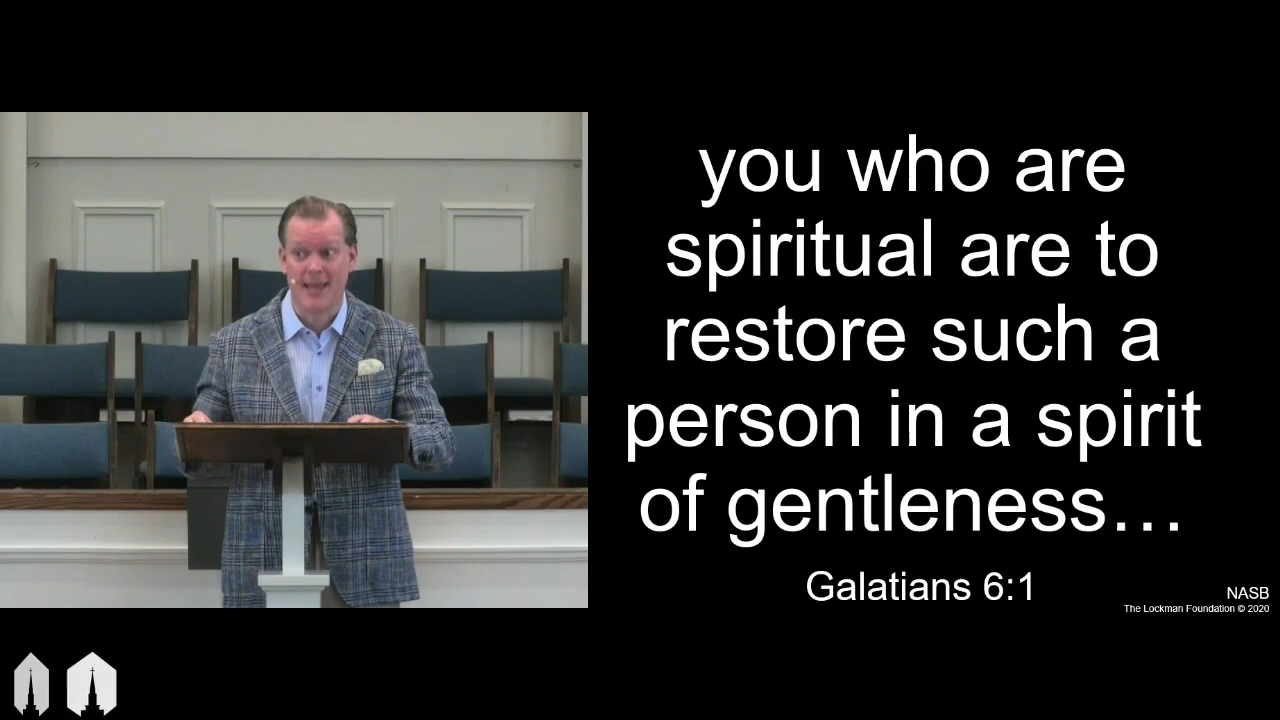 you who are
spiritual are to
restore such a
person in a spirit
of gentleness…
Galatians 6:1
NASB
The Lockman Foundation © 2020